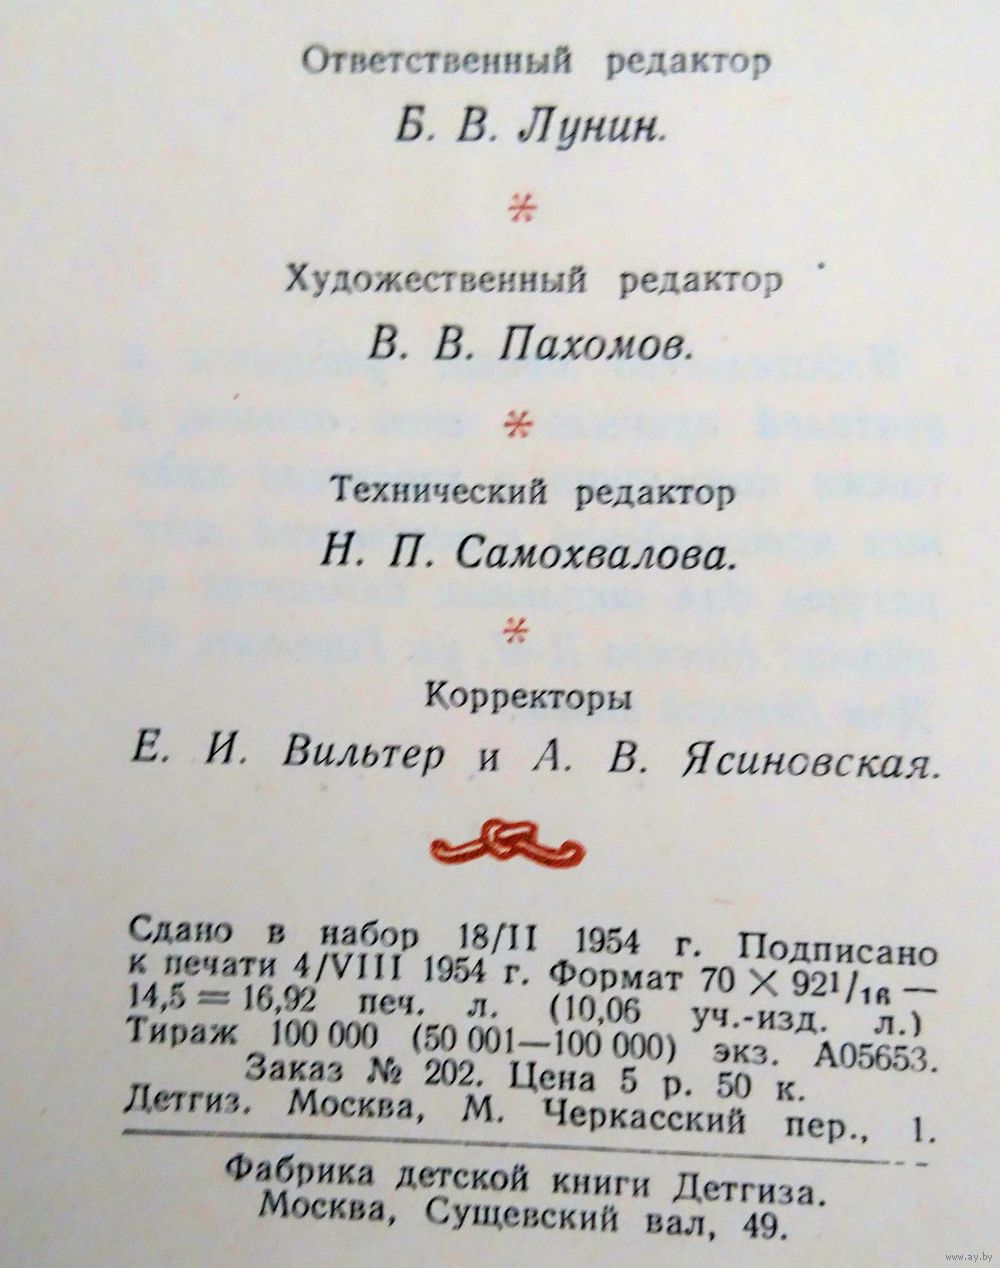 Ответственный редактор
Б. В. Лунин.
*
Художественный редактор
В. В. Пахомов.
*
Технический редактор
Н. П. Самохвалова.
*
Корректоры
Е. И. Вильтер и А. В. Ясиновская.
Сдано в набор 18/II 1954 г. Подписано
к печати 4/VIII 1954 г. Формат 70 × 92¹/₁₆ —
14,5 = 16,92 печ. л. (10,06 уч.-изд. л.)
Тираж 100 000 (50 001—100 000) экз. А05653.
Заказ № 202. Цена 5 р. 50 к.
Детгиз. Москва, М. Черкасский пер., 1.
Фабрика детской книги Детгиза.
Москва, Сущевский вал, 49.
www.ay.by